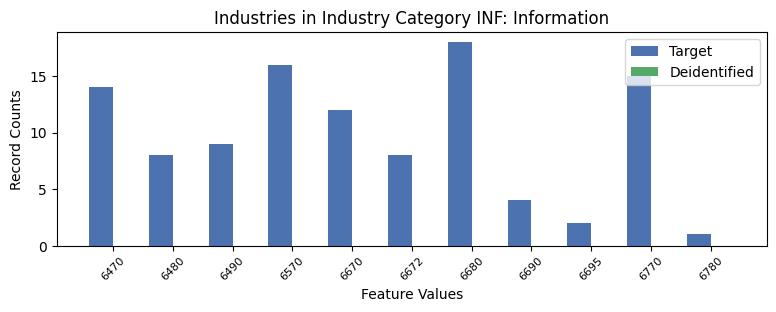 Industries in Industry Category INF: Information
Target
Deidentified
Record Counts
15
10
5
0
6470 6480 6490 6570 6670 6672 6680 6690 6695 6770 6780
Feature Values